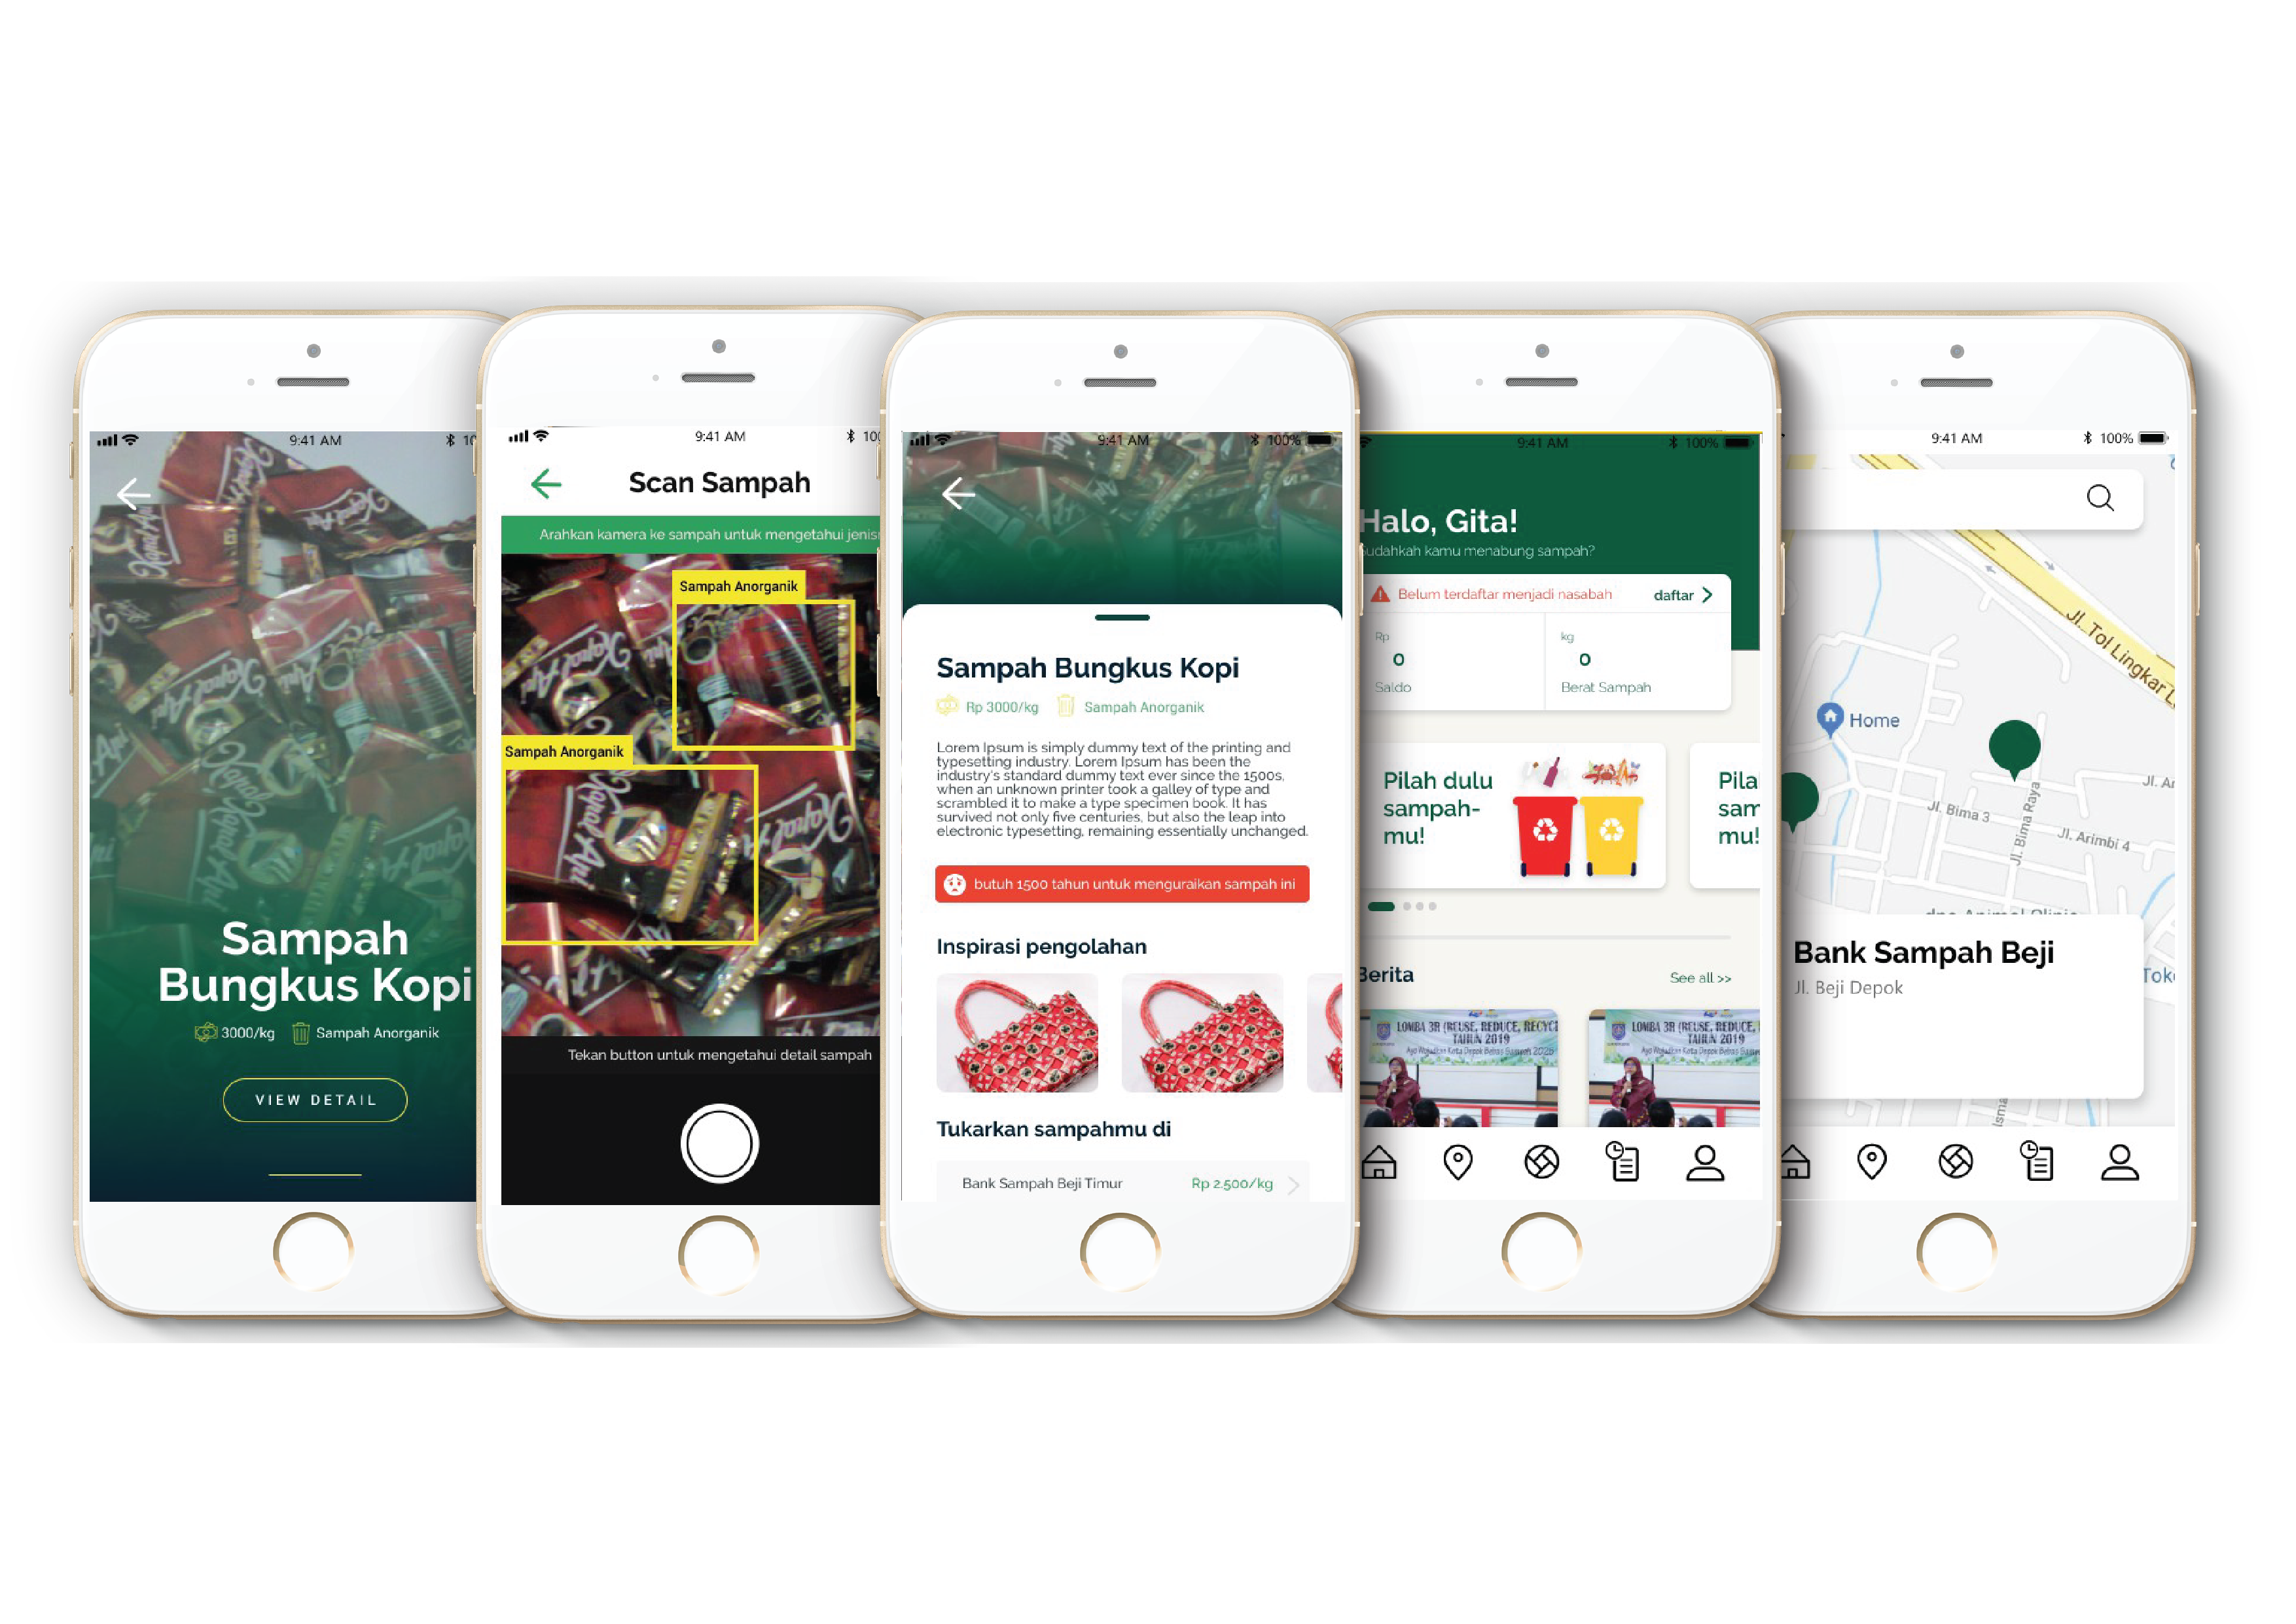 9:41 AM
Kapal Api
Sampah
Bungkus Kopi
3000/kg
Sampah Anorganik
VIEW DETAIL
9:41 AM
Scan Sampah
Arahkan kamera ke sampah untuk mengetahui
Sampah Anorganik
Sampah Anorganik
Kapal Api
Tekan button untuk mengetahui detail sampah
9:41 AM
100%
Sampah Bungkus Kopi
Rp 3000/kg
Sampah Anorganik
Lorem Ipsum is simply dummy text of the printing and
typesetting industry. Lorem Ipsum has been the
industry's standard dummy text ever since the 1500s,
when an unknown printer took a galley of type and
scrambled it to make a type specimen book. It has
survived not only five centuries, but also the leap into
electronic typesetting, remaining essentially unchanged.
butuh 1500 tahun untuk menguraikan sampah ini
Inspirasi pengolahan
Tukarkan sampahmu di
Bank Sampah Beji Timur
Rp 2.500/kg
9:41 AM
100%
Halo, Gita!
udahkah kamu menabung sampah?
Belum terdaftar menjadi nasabah
daftar
Rp
0
Saldo
kg
0
Berat Sampah
Pilah dulu
sampah-
mu!
Pila
sam
mu!
Berita
See all >>
LOMBA 3R (REUSE, REDUCE, RECYCL
TAHUN 2019
LOMBA 3R (REUSE, REDUCE,
TAHUN 2019
9:41 AM
100%
Jl. Tol Lingkar L
Home
Jl. Bima 3
Jl. Bima Raya
Jl. Arimbi 4
Bank Sampah Beji
Jl. Beji Depok
Toko